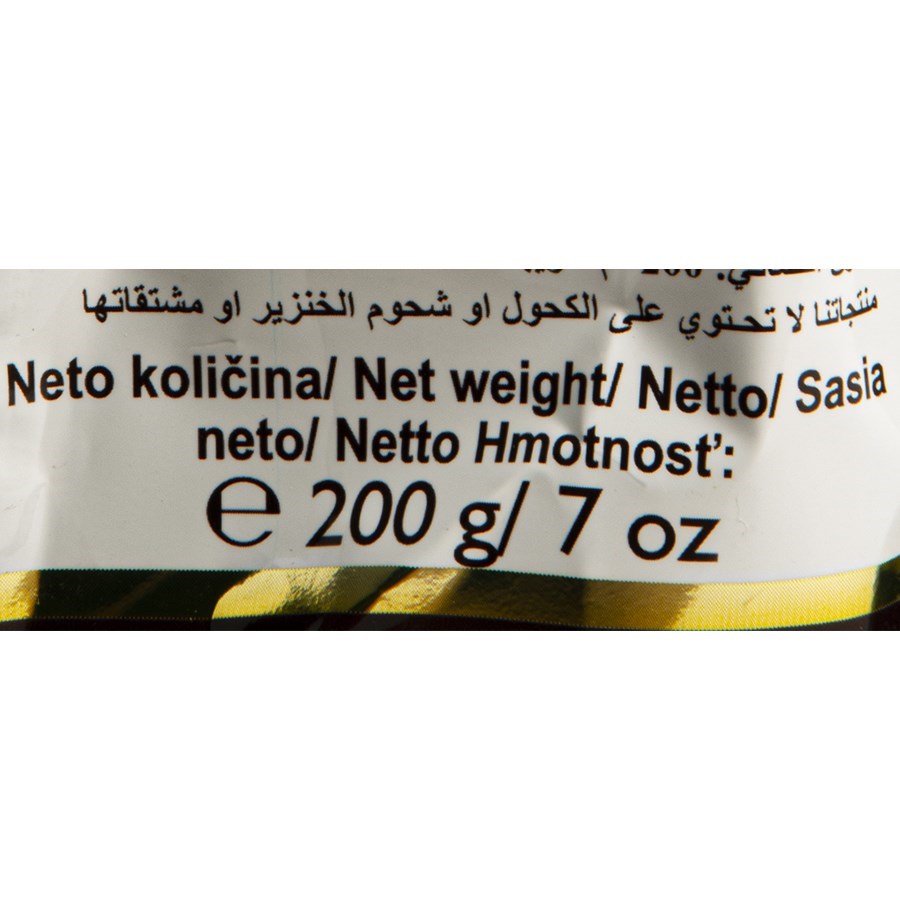 منتجاتنا لا تحتوي على الكحول او شحوم الخنزير او مشتقاتها
Neto količina/ Net weight/ Netto/ Sasia
neto/ Netto Hmotnosť:
℮ 200 g/ 7 oz